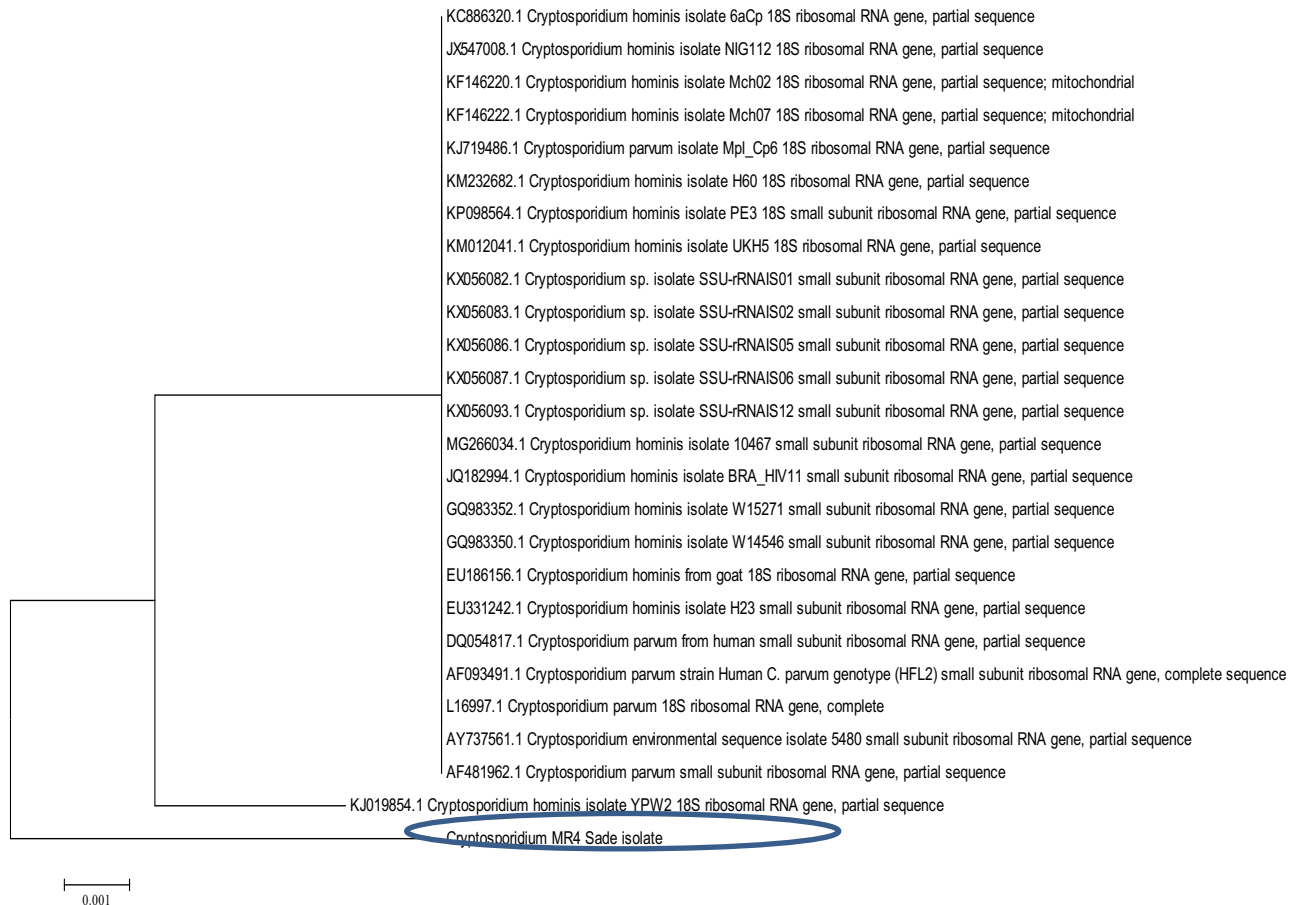 KC886320.1 Cryptosporidium hominis isolate 6aCp 18S ribosomal RNA gene, partial sequence
JX547008.1 Cryptosporidium hominis isolate NIG112 18S ribosomal RNA gene, partial sequence
KF146220.1 Cryptosporidium hominis isolate Mch02 18S ribosomal RNA gene, partial sequence; mitochondrial
KF146222.1 Cryptosporidium hominis isolate Mch07 18S ribosomal RNA gene, partial sequence; mitochondrial
KJ719486.1 Cryptosporidium parvum isolate Mpl_Cp6 18S ribosomal RNA gene, partial sequence
KM232682.1 Cryptosporidium hominis isolate H60 18S ribosomal RNA gene, partial sequence
KP098564.1 Cryptosporidium hominis isolate PE3 18S small subunit ribosomal RNA gene, partial sequence
KM012041.1 Cryptosporidium hominis isolate UKH5 18S ribosomal RNA gene, partial sequence
KX056082.1 Cryptosporidium sp. isolate SSU-rRNAIS01 small subunit ribosomal RNA gene, partial sequence
KX056083.1 Cryptosporidium sp. isolate SSU-rRNAIS02 small subunit ribosomal RNA gene, partial sequence
KX056086.1 Cryptosporidium sp. isolate SSU-rRNAIS05 small subunit ribosomal RNA gene, partial sequence
KX056087.1 Cryptosporidium sp. isolate SSU-rRNAIS06 small subunit ribosomal RNA gene, partial sequence
KX056093.1 Cryptosporidium sp. isolate SSU-rRNAIS12 small subunit ribosomal RNA gene, partial sequence
MG266034.1 Cryptosporidium hominis isolate 10467 small subunit ribosomal RNA gene, partial sequence
JQ182994.1 Cryptosporidium hominis isolate BRA_HIV11 small subunit ribosomal RNA gene, partial sequence
GQ983352.1 Cryptosporidium hominis isolate W15271 small subunit ribosomal RNA gene, partial sequence
GQ983350.1 Cryptosporidium hominis isolate W14546 small subunit ribosomal RNA gene, partial sequence
EU186156.1 Cryptosporidium hominis from goat 18S ribosomal RNA gene, partial sequence
EU331242.1 Cryptosporidium hominis isolate H23 small subunit ribosomal RNA gene, partial sequence
DQ054817.1 Cryptosporidium parvum from human small subunit ribosomal RNA gene, partial sequence
AF093491.1 Cryptosporidium parvum strain Human C. parvum genotype (HFL2) small subunit ribosomal RNA gene, complete sequence
L16997.1 Cryptosporidium parvum 18S ribosomal RNA gene, complete
AY737561.1 Cryptosporidium environmental sequence isolate 5480 small subunit ribosomal RNA gene, partial sequence
AF481962.1 Cryptosporidium parvum small subunit ribosomal RNA gene, partial sequence
KJ019854.1 Cryptosporidium hominis isolate YPW2 18S ribosomal RNA gene, partial sequence
Cryptosporidium MR4 Sade isolate
0.001